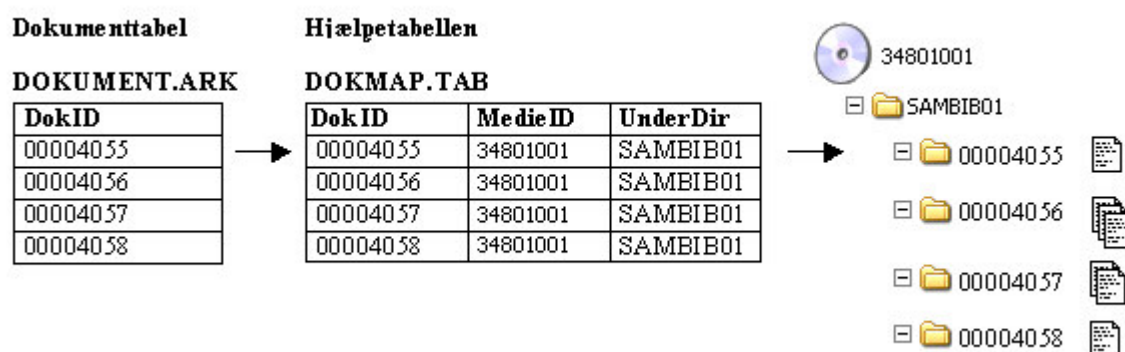 Dokumenttabel
DOKUMENT.ARK
DokID
00004055
00004056
00004057
00004058
Hjælpetabellen
DOKMAP.TAB
DokID MedieID UnderDir
00004055 34801001 SAMBIB01
00004056 34801001 SAMBIB01
00004057 34801001 SAMBIB01
00004058 34801001 SAMBIB01
34801001
SAMBIB01
00004055
00004056
00004057
00004058